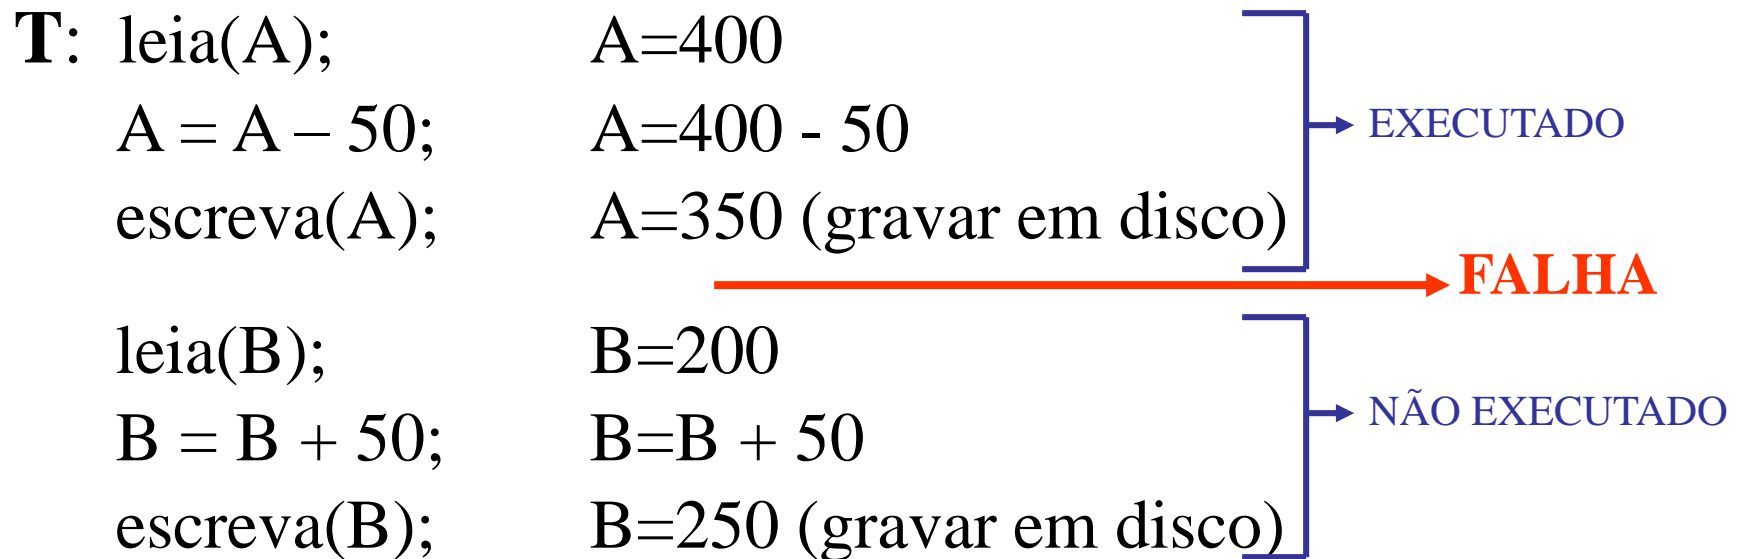 T: leia(A); A=400
A = A – 50; A=400 - 50 EXECUTADO
escreva(A); A=350 (gravar em disco)
FALHA
leia(B); B=200
B = B + 50; B=B + 50 NÃO EXECUTADO
escreva(B); B=250 (gravar em disco)